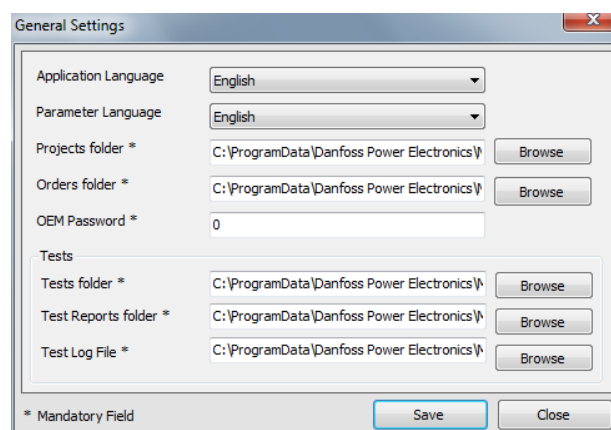 General Settings
Application Language English
Parameter Language English
Projects folder * C:\ProgramData\Danfoss Power Electronics\ Browse
Orders folder * C:\ProgramData\Danfoss Power Electronics\ Browse
OEM Password * 0
Tests
Tests folder * C:\ProgramData\Danfoss Power Electronics\ Browse
Test Reports folder * C:\ProgramData\Danfoss Power Electronics\ Browse
Test Log File * C:\ProgramData\Danfoss Power Electronics\ Browse
* Mandatory Field Save Close